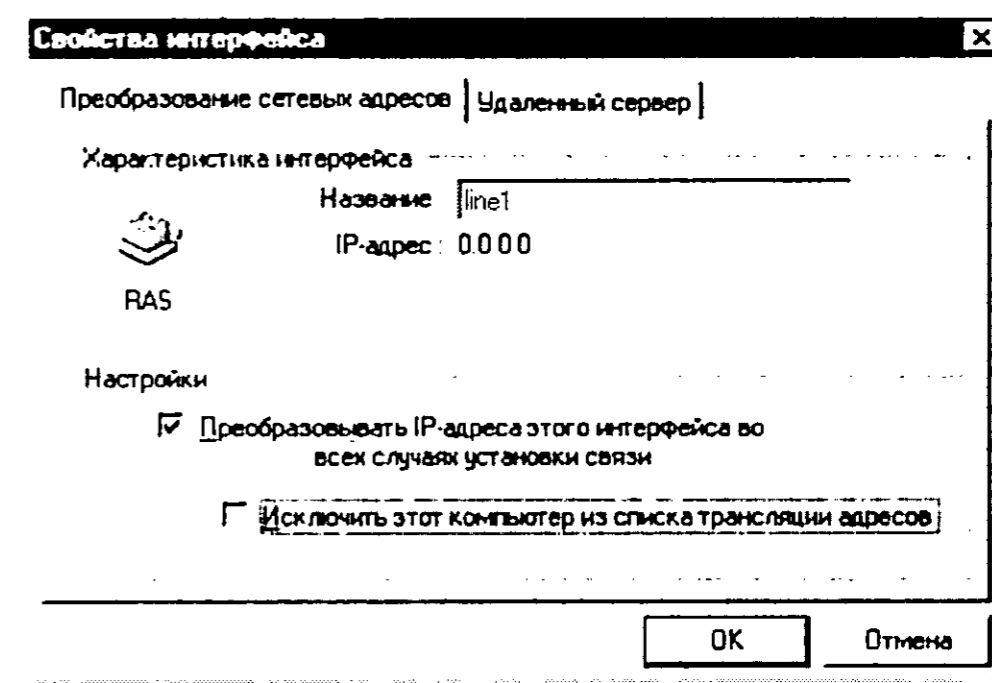 Свойства интерфейса
Преобразование сетевых адресов Удаленный сервер
Характеристика интерфейса
Название line1
IP-адрес : 0.0 0 0
RAS
Настройки
Преобразовывать IP-адреса этого интерфейса во
всех случаях установки связи
Исключить этот компьютер из списка трансляции адресов
OK Отмена